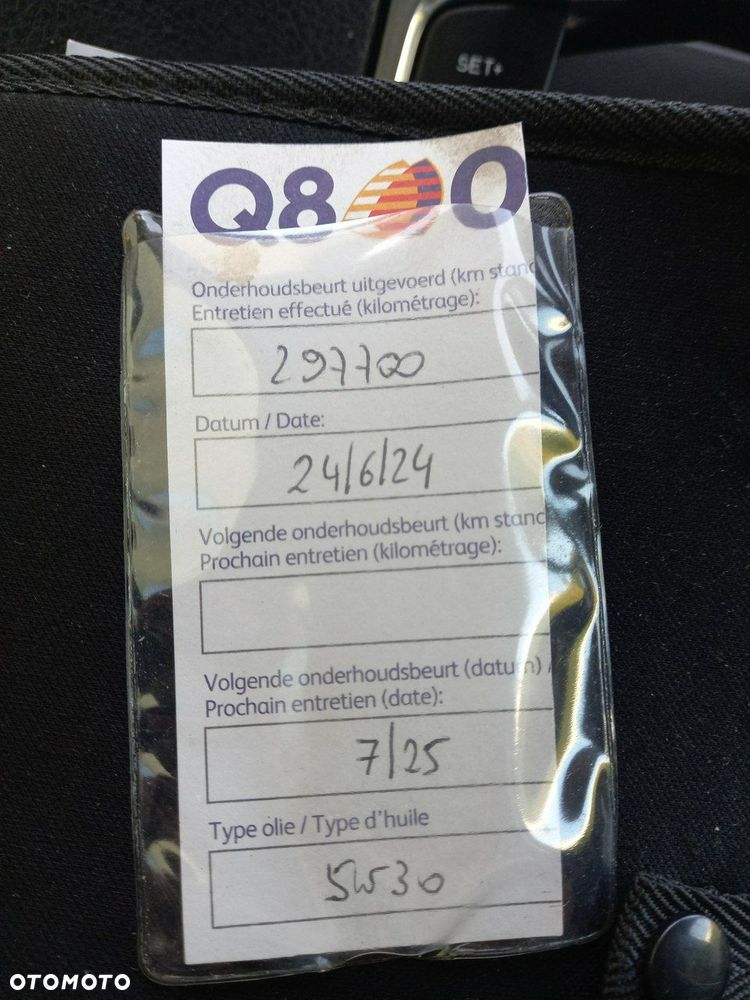 SET+
Q8 O
Onderhoudsbeurt uitgevoerd (km stand
Entretien effectué (kilométrage):
297700
Datum / Date:
24/6/24
Volgende onderhoudsbeurt (km stand
Prochain entretien (kilométrage):
Volgende onderhoudsbeurt (datum) /
Prochain entretien (date):
7/25
Type olie / Type d'huile
5W30
OTOMOTO